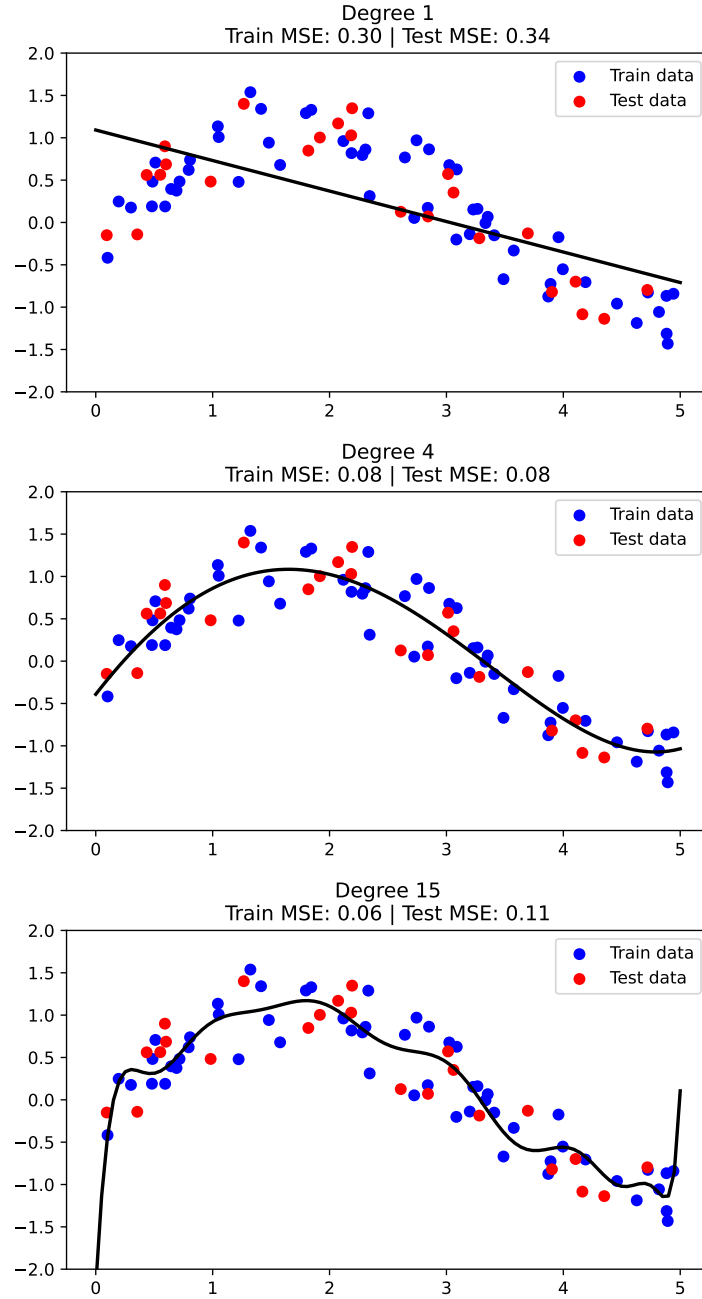 Degree 1
Train MSE: 0.30 | Test MSE: 0.34
2.0
1.5
1.0
0.5
0.0
−0.5
−1.0
−1.5
−2.0
Train data
Test data
0 1 2 3 4 5
Degree 4
Train MSE: 0.08 | Test MSE: 0.08
2.0
1.5
1.0
0.5
0.0
−0.5
−1.0
−1.5
−2.0
Train data
Test data
0 1 2 3 4 5
Degree 15
Train MSE: 0.06 | Test MSE: 0.11
2.0
1.5
1.0
0.5
0.0
−0.5
−1.0
−1.5
−2.0
Train data
Test data
0 1 2 3 4 5